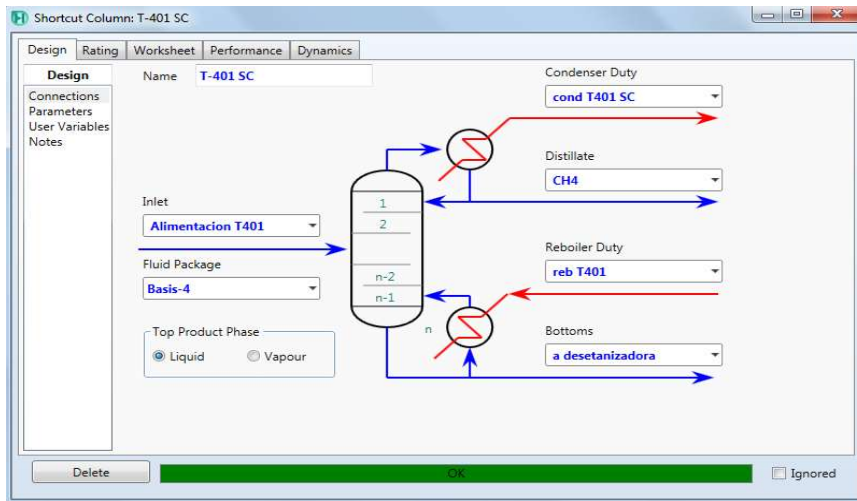 Shortcut Column: T-401 SC
Design Rating Worksheet Performance Dynamics
Design
Connections
Parameters
User Variables
Notes
Name T-401 SC
Condenser Duty
cond T401 SC
Distillate
CH4
Inlet
Alimentacion T401
Fluid Package
Basis-4
Top Product Phase
Liquid Vapour
1
2
n-2
n-1
n
Reboiler Duty
reb T401
Bottoms
a desetanizadora
Delete OK Ignored